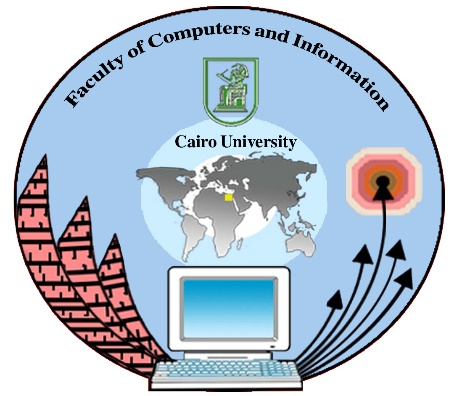 Faculty of Computers and Information
Cairo University